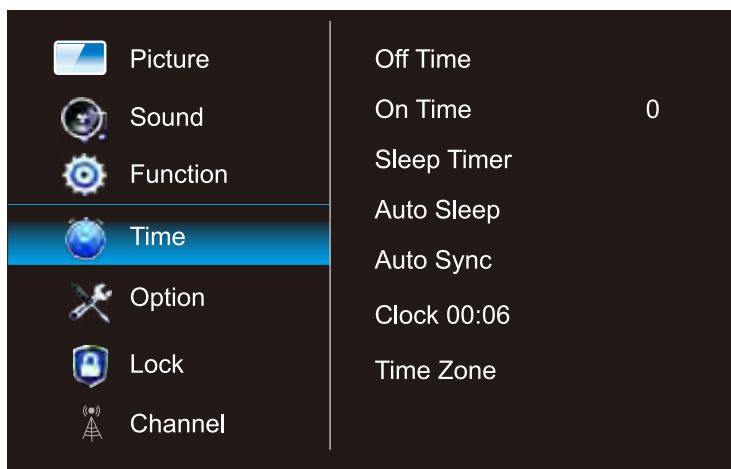 Picture
Sound
Function
Time
Option
Lock
Channel
Off Time
On Time 0
Sleep Timer
Auto Sleep
Auto Sync
Clock 00:06
Time Zone